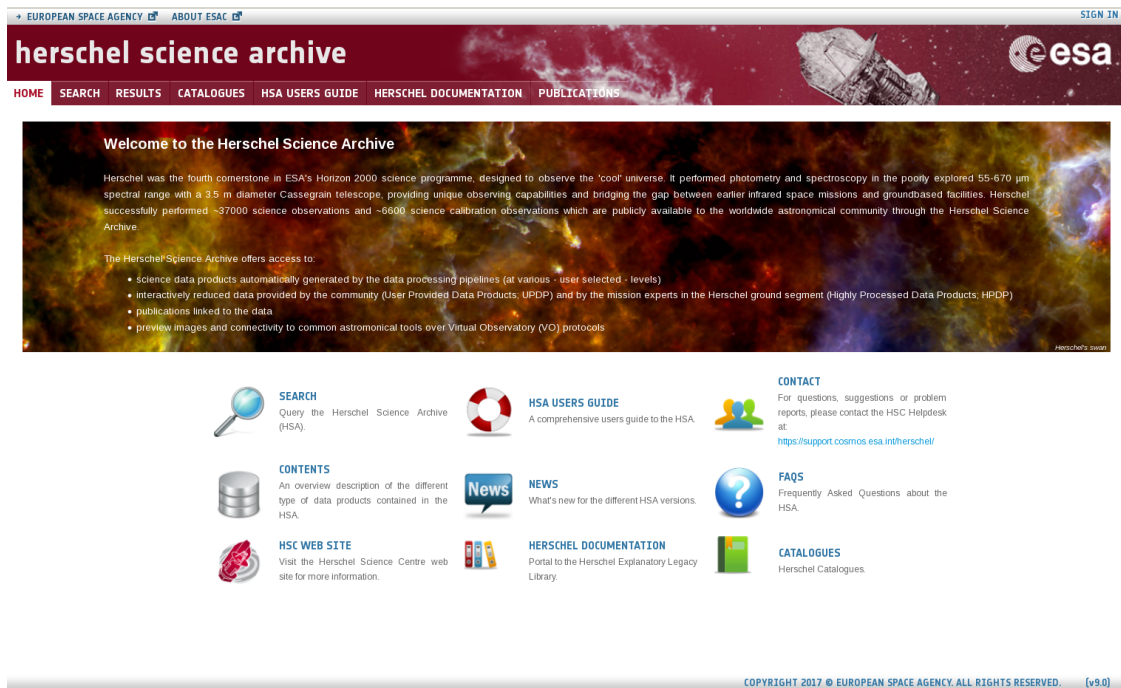 EUROPEAN SPACE AGENCY ABOUT ESAC SIGN IN
herschel science archive
esa
HOME SEARCH RESULTS CATALOGUES HSA USERS GUIDE HERSCHEL DOCUMENTATION PUBLICATIONS
Welcome to the Herschel Science Archive
Herschel was the fourth cornerstone in ESA's Horizon 2000 science programme, designed to observe the 'cool' universe. It performed photometry and spectroscopy in the poorly explored 55-670 µm
spectral range with a 3.5 m diameter Cassegrain telescope, providing unique observing capabilities and bridging the gap between earlier infrared space missions and groundbased facilities. Herschel
successfully performed ~37000 science observations and ~6600 science calibration observations which are publicly available to the worldwide astronomical community through the Herschel Science
Archive.
The Herschel Science Archive offers access to:
• science data products automatically generated by the data processing pipelines (at various - user selected - levels)
• interactively reduced data provided by the community (User Provided Data Products; UPDP) and by the mission experts in the Herschel ground segment (Highly Processed Data Products; HPDP)
• publications linked to the data
• preview images and connectivity to common astromonical tools over Virtual Observatory (VO) protocols
Herschel's swan
SEARCH
Query the Herschel Science Archive
(HSA).
HSA USERS GUIDE
A comprehensive users guide to the HSA.
CONTACT
For questions, suggestions or problem
reports, please contact the HSC Helpdesk
at:
https://support.cosmos.esa.int/herschel/
CONTENTS
An overview description of the different
type of data products contained in the
HSA.
News
NEWS
What's new for the different HSA versions.
FAQS
Frequently Asked Questions about the
HSA.
HSC WEB SITE
Visit the Herschel Science Centre web
site for more information.
HERSCHEL DOCUMENTATION
Portal to the Herschel Explanatory Legacy
Library.
CATALOGUES
Herschel Catalogues.
COPYRIGHT 2017 © EUROPEAN SPACE AGENCY. ALL RIGHTS RESERVED. [v9.0]